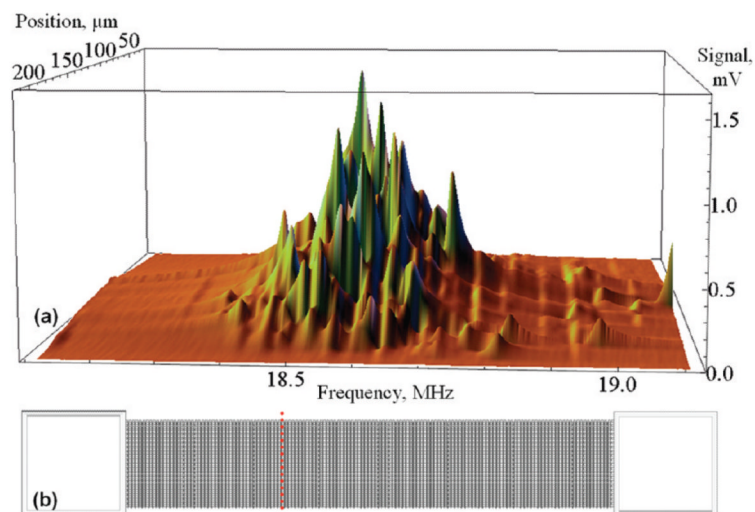 Position, µm
200 150 100 50
Signal, mV
1.5
1.0
0.5
0.0
(a)
18.5
19.0
Frequency, MHz
(b)